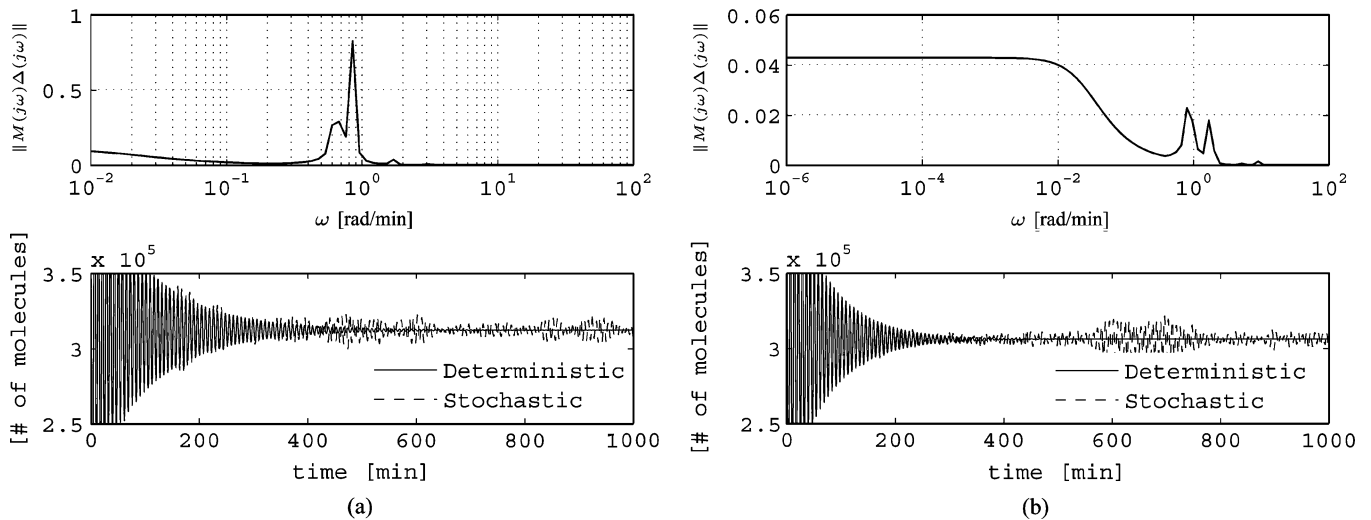 ‖M(jω)Δ(jω)‖
1
0.5
0
10^-2
10^-1
10^0
10^1
10^2
ω [rad/min]
x 10^5
[# of molecules]
3.5
3
2.5
Deterministic
Stochastic
0
200
400
600
800
1000
time [min]
(a)
‖M(jω)Δ(jω)‖
0.06
0.04
0.02
0
10^-6
10^-4
10^-2
10^0
10^2
ω [rad/min]
x 10^5
[# of molecules]
3.5
3
2.5
Deterministic
Stochastic
0
200
400
600
800
1000
time [min]
(b)